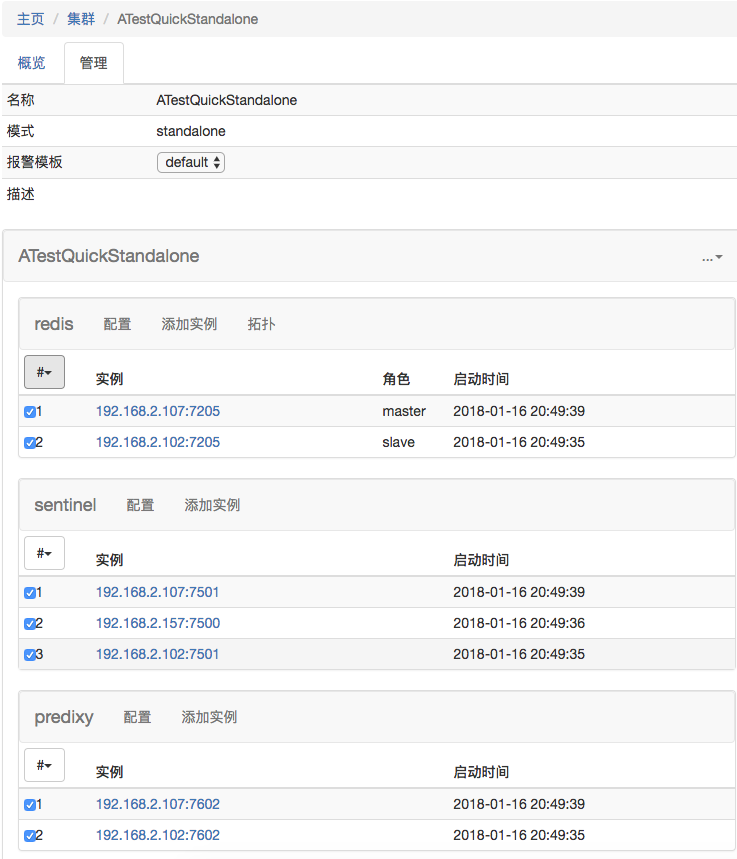 主页 / 集群 / ATestQuickStandalone
概览 管理
名称 ATestQuickStandalone
模式 standalone
报警模板 default
描述
ATestQuickStandalone ...
redis 配置 添加实例 拓扑
# 实例 角色 启动时间
1 192.168.2.107:7205 master 2018-01-16 20:49:39
2 192.168.2.102:7205 slave 2018-01-16 20:49:35
sentinel 配置 添加实例
# 实例 启动时间
1 192.168.2.107:7501 2018-01-16 20:49:39
2 192.168.2.157:7500 2018-01-16 20:49:36
3 192.168.2.102:7501 2018-01-16 20:49:35
predixy 配置 添加实例
# 实例 启动时间
1 192.168.2.107:7602 2018-01-16 20:49:39
2 192.168.2.102:7602 2018-01-16 20:49:35